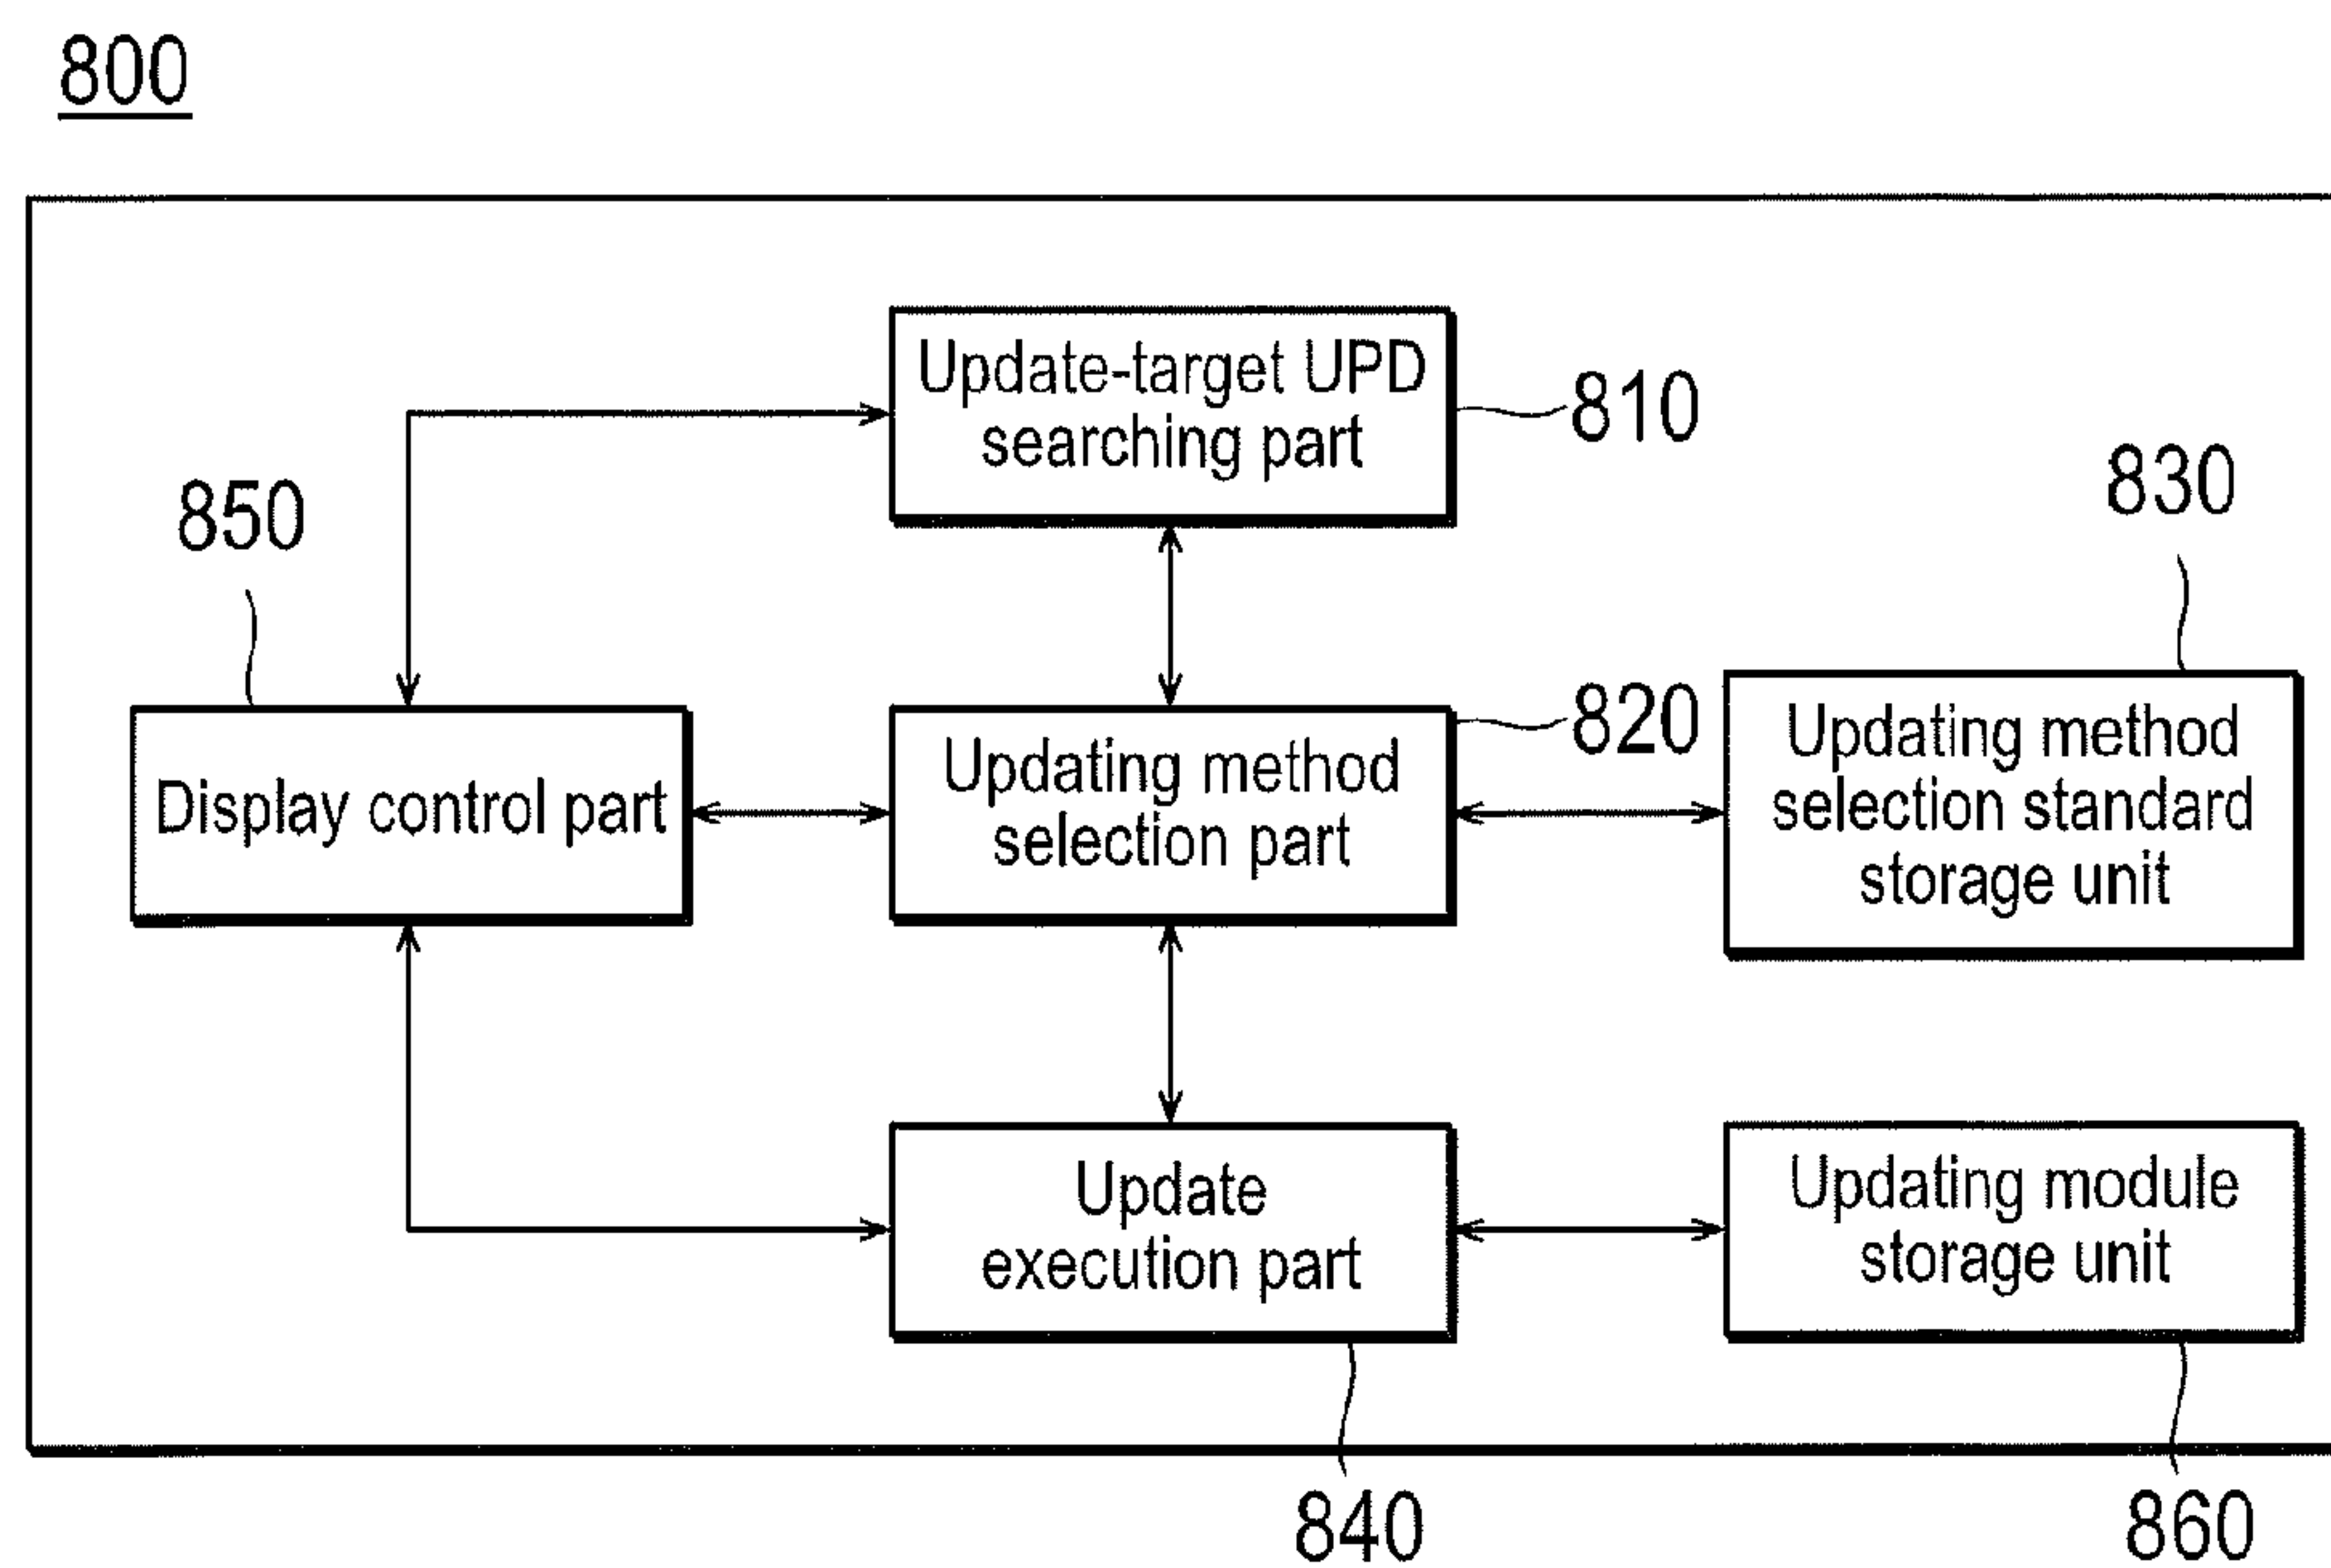 800
Update-target UPD
searching part
810
850
830
820
Display control part
Updating method
selection part
Updating method
selection standard
storage unit
Update
execution part
Updating module
storage unit
840
860